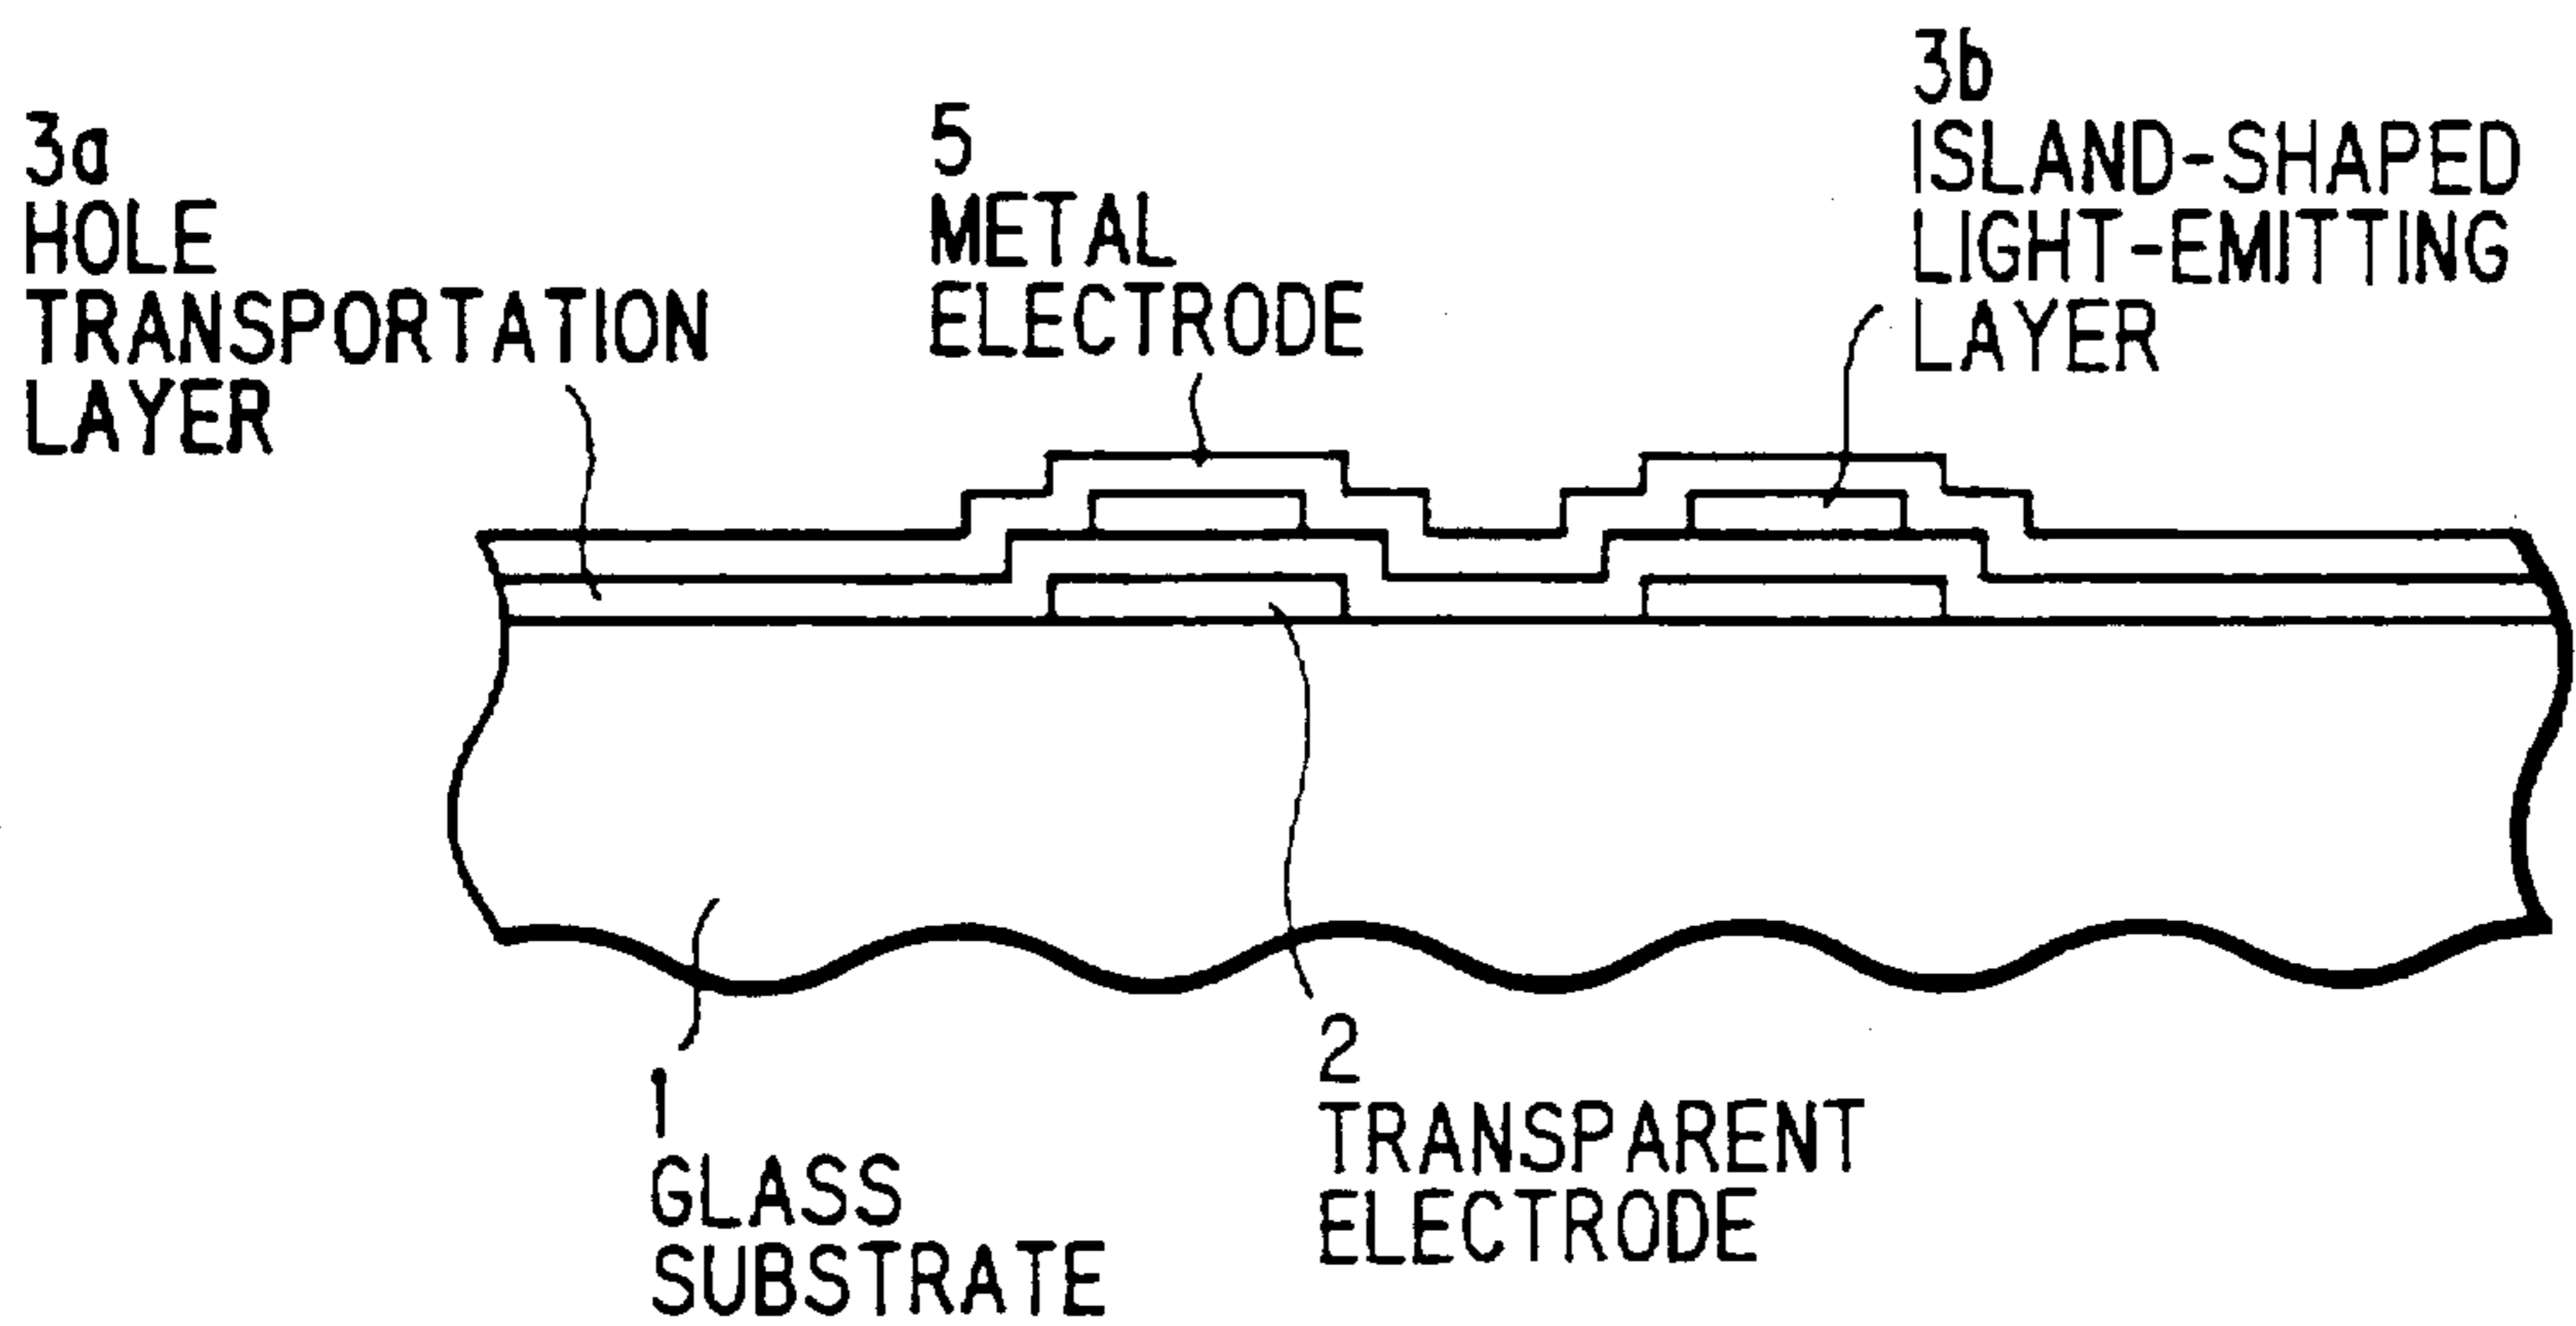 3a
HOLE
TRANSPORTATION
LAYER
5
METAL
ELECTRODE
3b
ISLAND-SHAPED
LIGHT-EMITTING
LAYER
1
GLASS
SUBSTRATE
2
TRANSPARENT
ELECTRODE